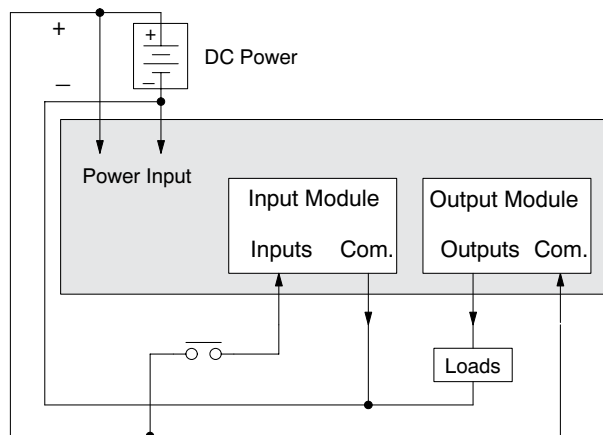 +
+
DC Power
–
–
Power Input
Input Module
Output Module
Inputs Com.
Outputs Com.
Loads